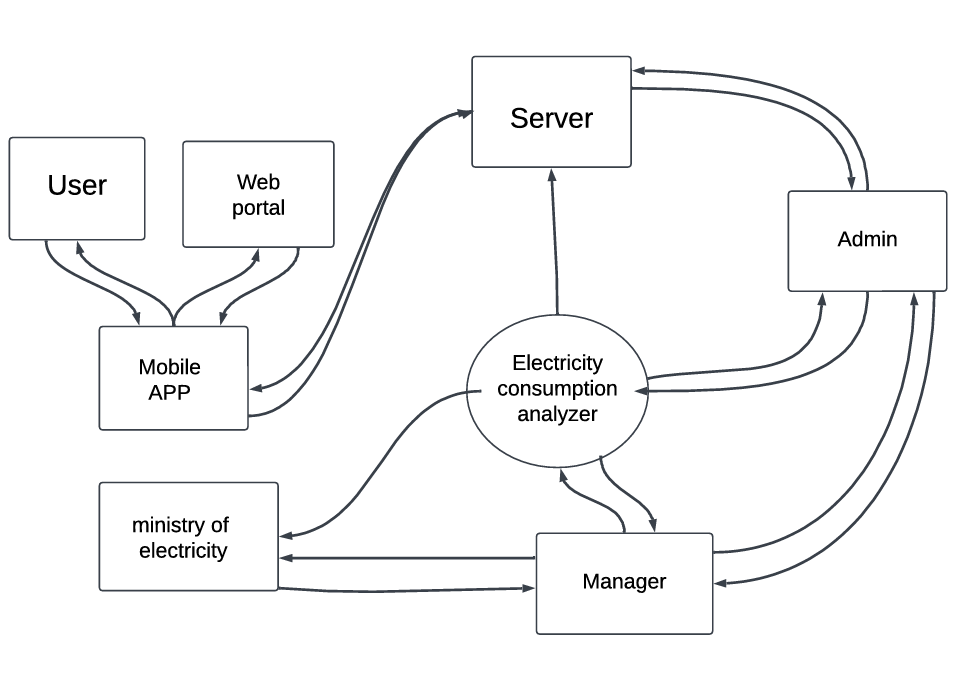 Server
User
Web
portal
Admin
Mobile
APP
Electricity
consumption
analyzer
ministry of
electricity
Manager